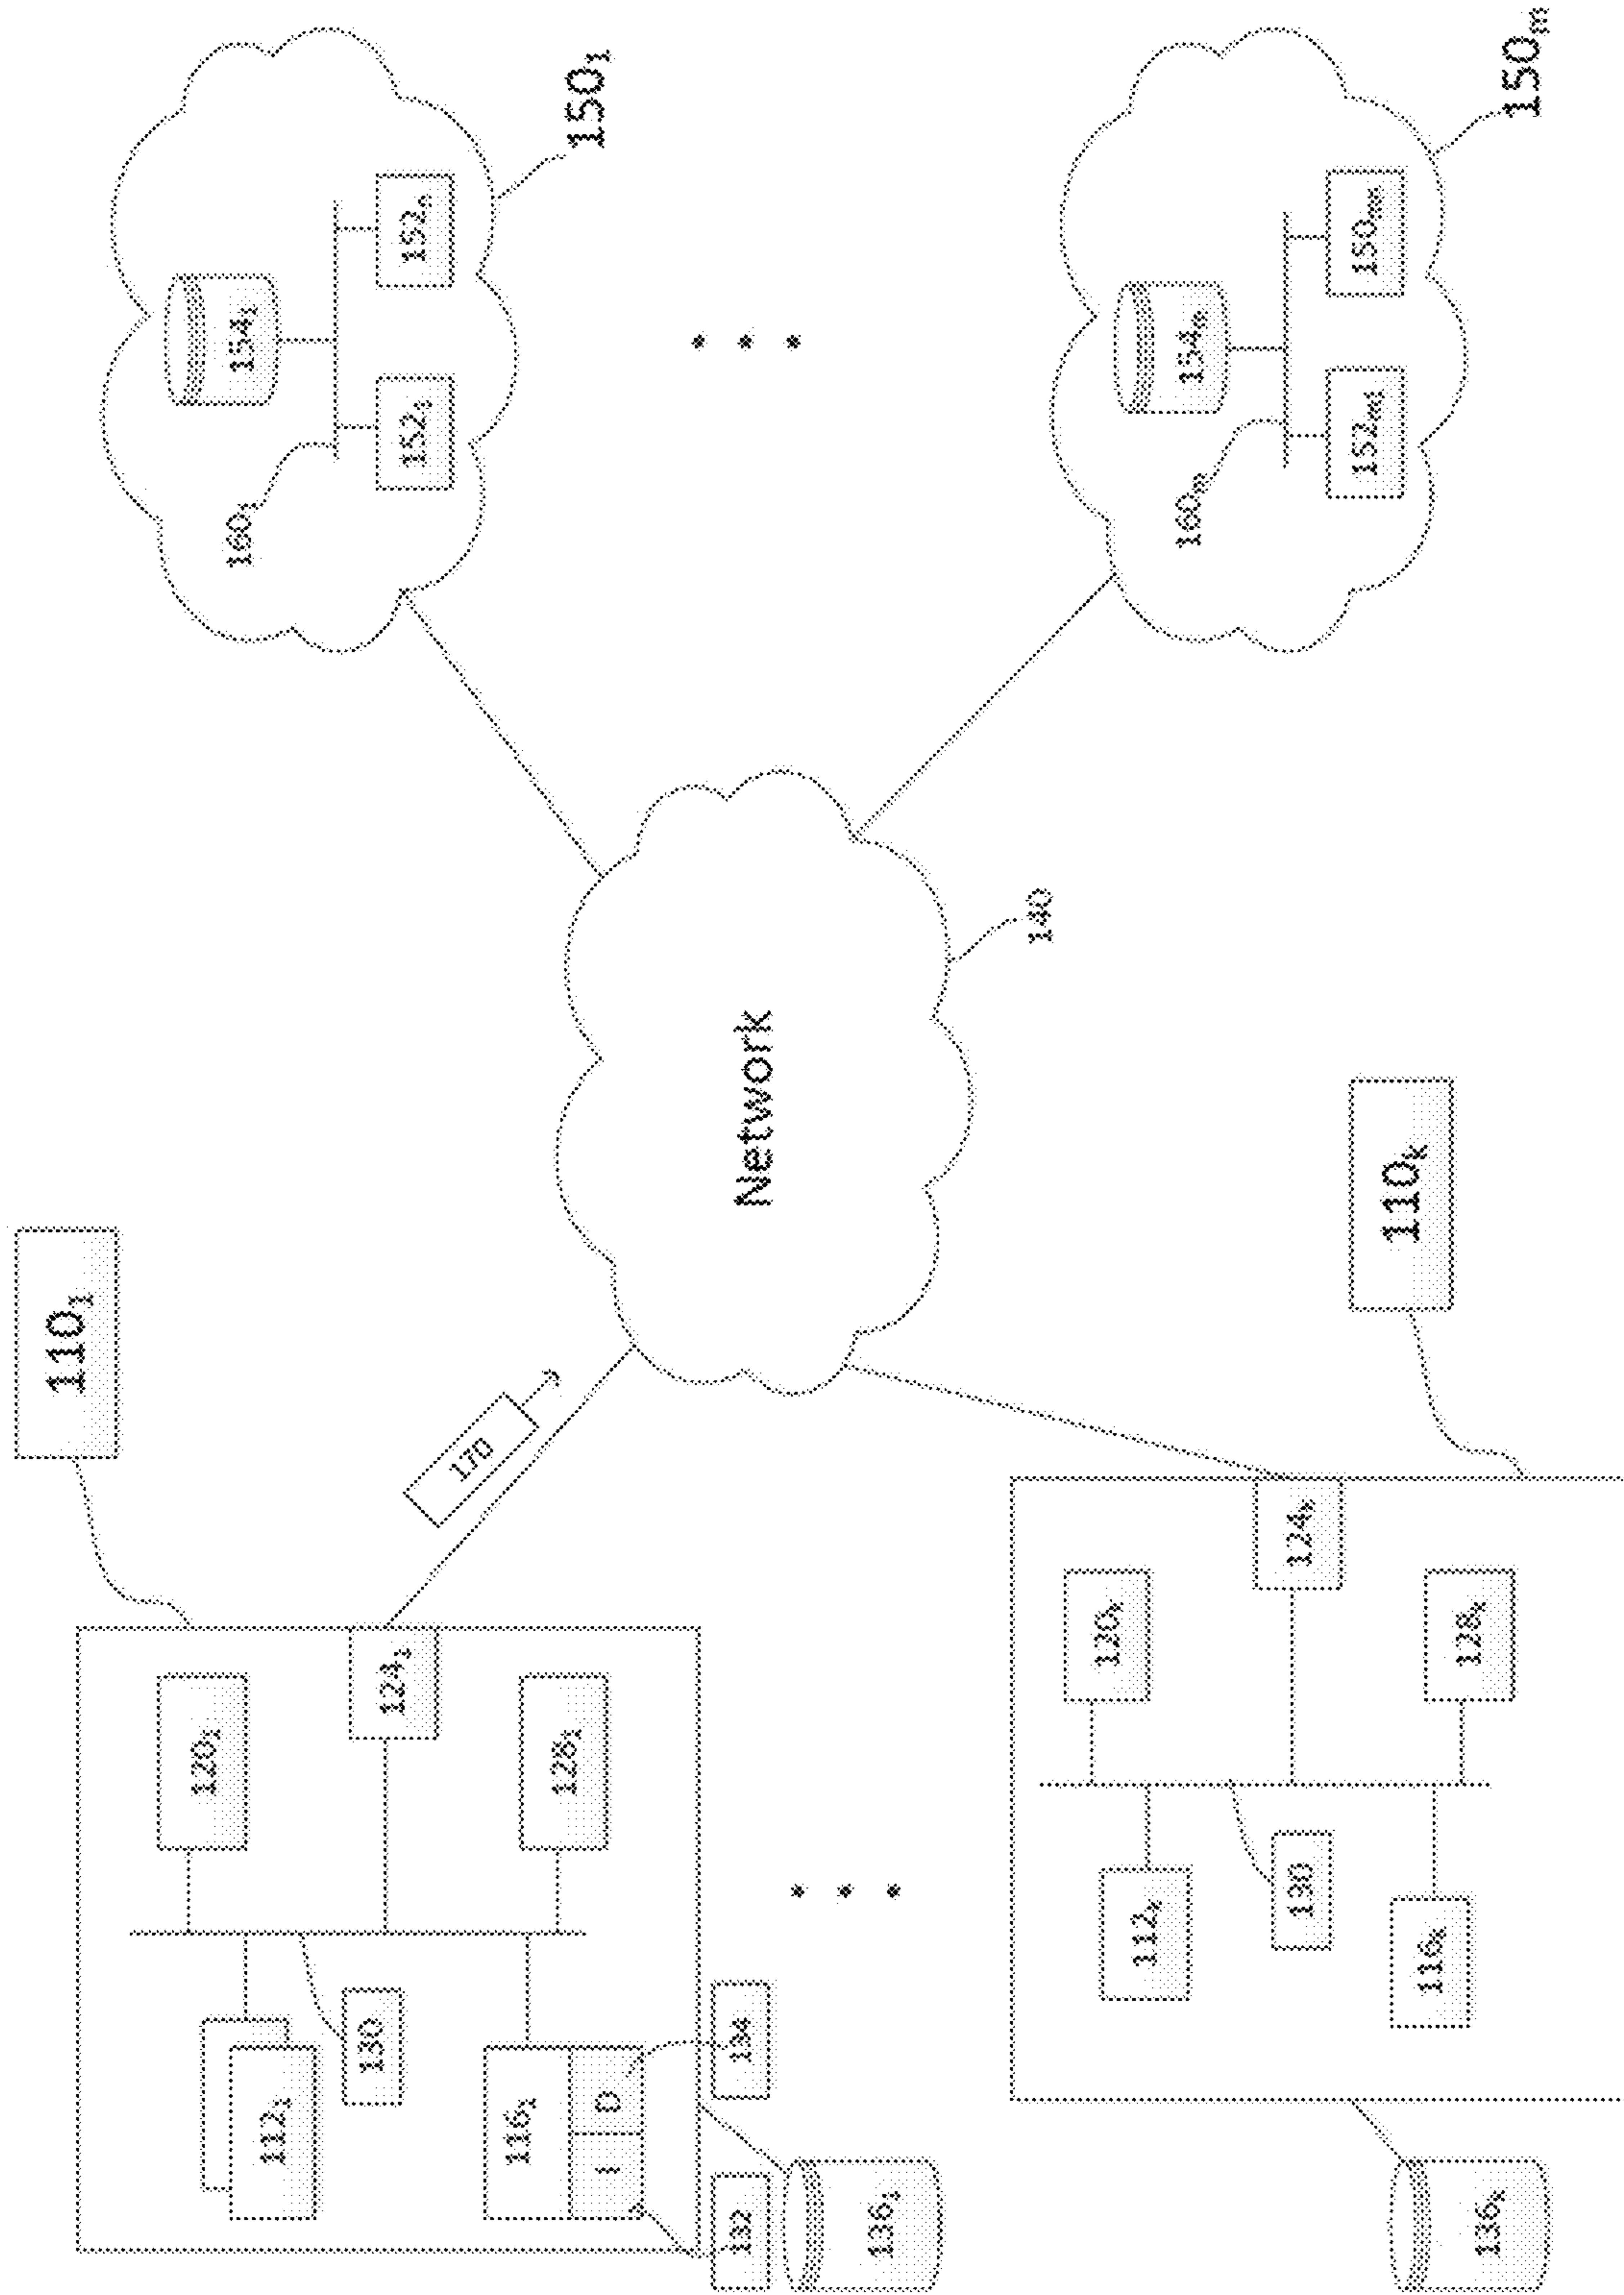 110₁
120₁
160₁
154₁
112₁
130
124₁
152₁
152ₙ
170
116₁
128₁
150₁
I D
132
134
Network
136₁
140
120ₖ
112ₖ
160ₘ
154ₘ
130
124ₖ
152ₘ₁
150ₘₙ
110ₖ
116ₖ
128ₖ
136ₖ
150ₘ